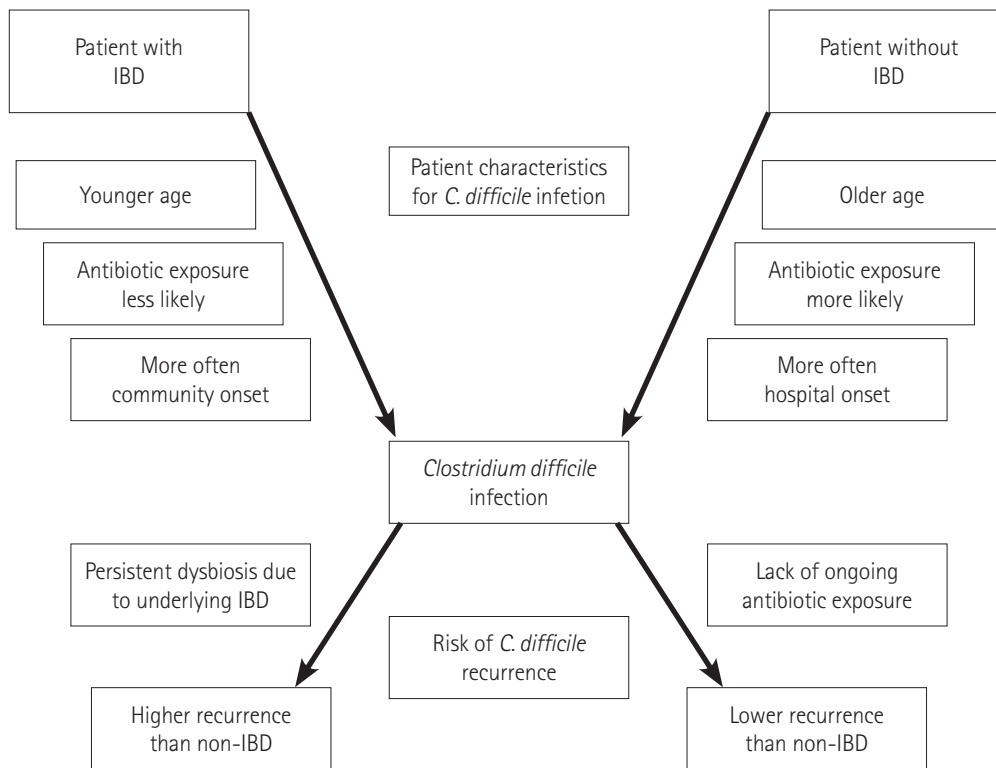 Patient with
IBD
Patient without
IBD
Patient characteristics
for C. difficile infetion
Younger age
Older age
Antibiotic exposure
less likely
Antibiotic exposure
more likely
More often
community onset
More often
hospital onset
Clostridium difficile
infection
Persistent dysbiosis due
to underlying IBD
Lack of ongoing
antibiotic exposure
Risk of C. difficile
recurrence
Higher recurrence
than non-IBD
Lower recurrence
than non-IBD